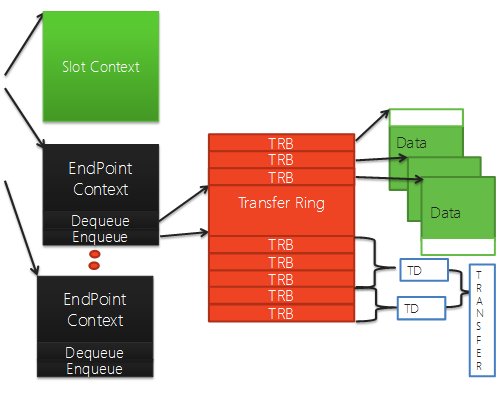 Slot Context
EndPoint
Context
Dequeue
Enqueue
EndPoint
Context
Dequeue
Enqueue
TRB
TRB
TRB
Transfer Ring
TRB
TRB
TRB
TRB
TRB
Data
Data
TD
TD
TRANSFER